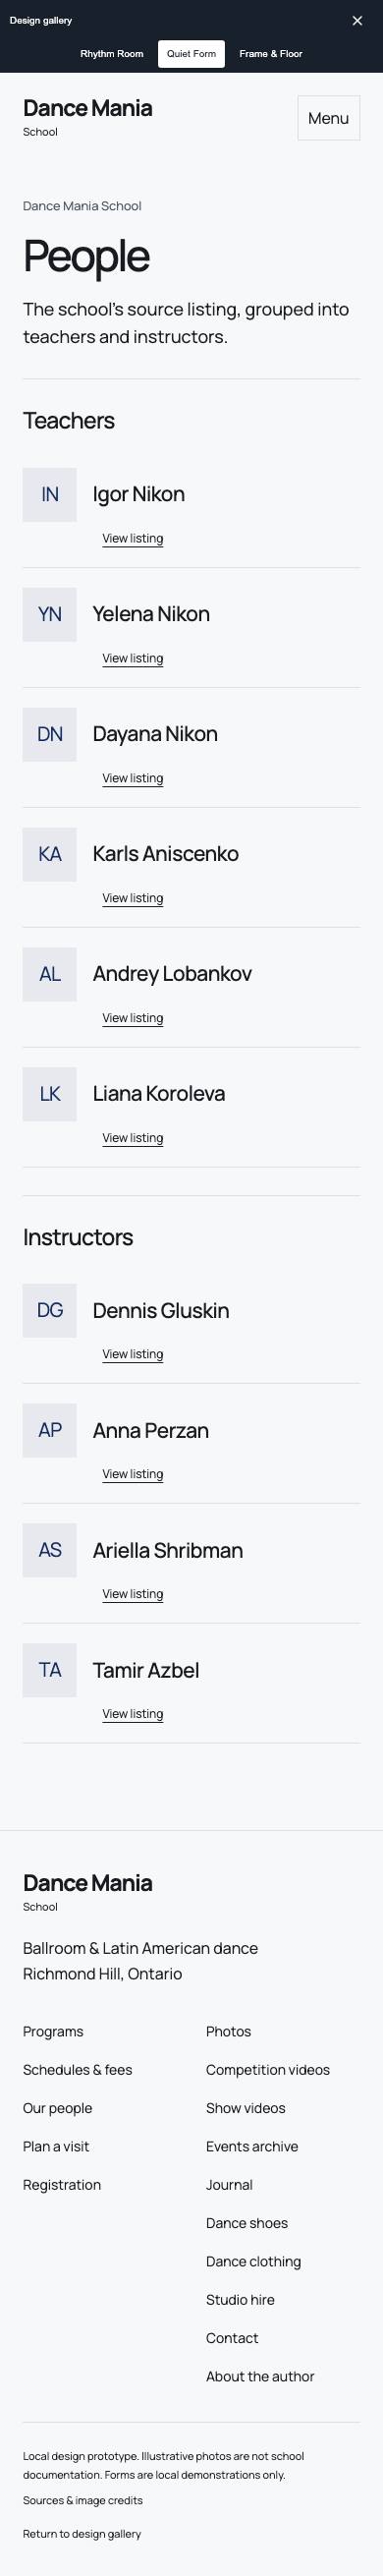 Design gallery
×
Rhythm Room Quiet Form Frame & Floor
Dance Mania
School
Menu
Dance Mania School
People
The school's source listing, grouped into
teachers and instructors.
Teachers
IN Igor Nikon
View listing
YN Yelena Nikon
View listing
DN Dayana Nikon
View listing
KA Karls Aniscenko
View listing
AL Andrey Lobankov
View listing
LK Liana Koroleva
View listing
Instructors
DG Dennis Gluskin
View listing
AP Anna Perzan
View listing
AS Ariella Shribman
View listing
TA Tamir Azbel
View listing
Dance Mania
School
Ballroom & Latin American dance
Richmond Hill, Ontario
Programs
Schedules & fees
Our people
Plan a visit
Registration
Photos
Competition videos
Show videos
Events archive
Journal
Dance shoes
Dance clothing
Studio hire
Contact
About the author
Local design prototype. Illustrative photos are not school
documentation. Forms are local demonstrations only.
Sources & image credits
Return to design gallery